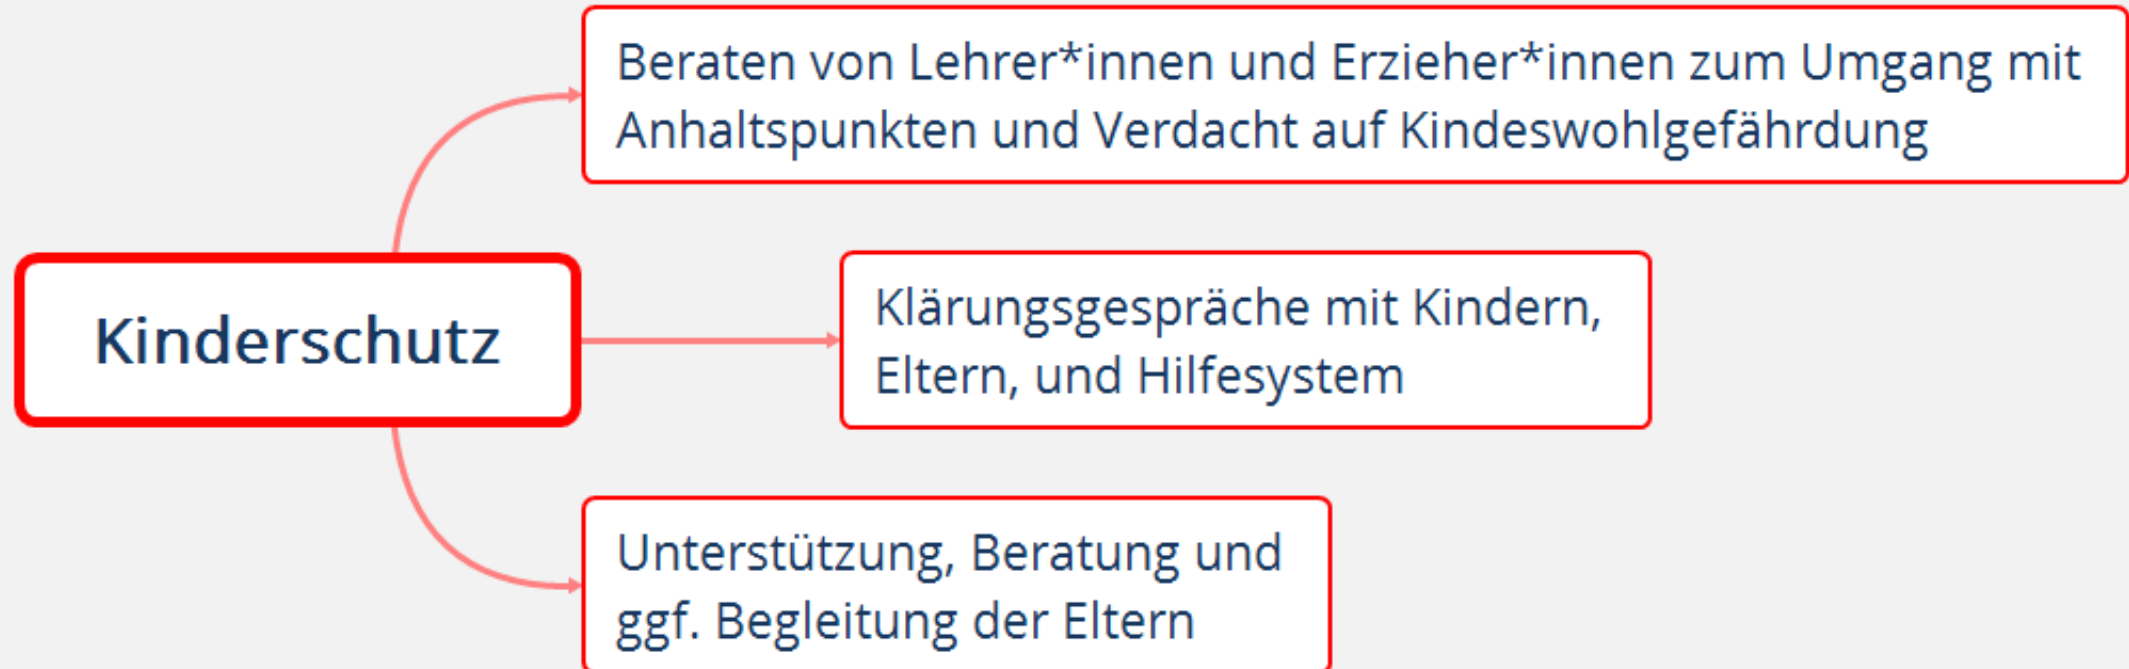 Beraten von Lehrer*innen und Erzieher*innen zum Umgang mit
Anhaltspunkten und Verdacht auf Kindeswohlgefährdung
Kinderschutz
Klärungsgespräche mit Kindern,
Eltern, und Hilfesystem
Unterstützung, Beratung und
ggf. Begleitung der Eltern